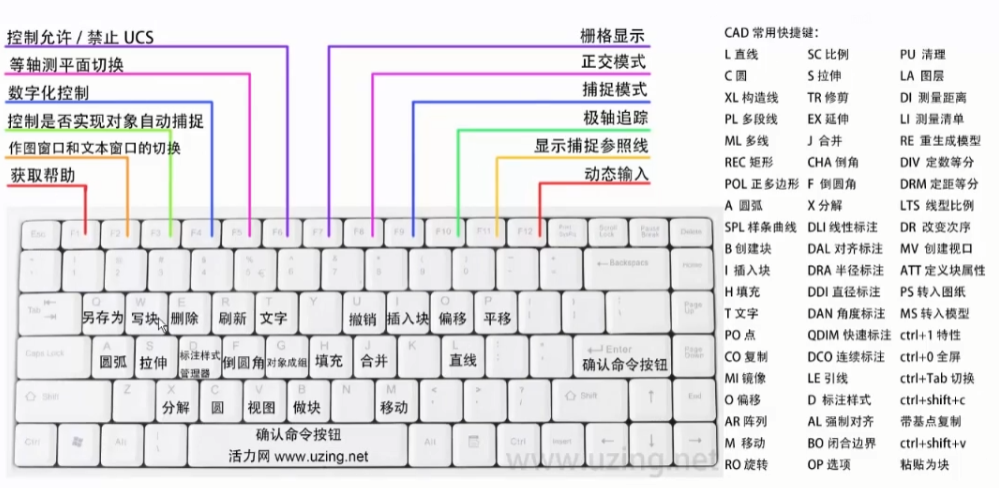 控制允许 / 禁止 UCS
等轴测平面切换
数字化控制
控制是否实现对象自动捕捉
作图窗口和文本窗口的切换
获取帮助
栅格显示
正交模式
捕捉模式
极轴追踪
显示捕捉参照线
动态输入
Esc F1 F2 F3 F4 F5 F6 F7 F8 F9 F10 F11 F12 Delete
Backspace Home
Tab Q W E R T Y U I O P Page Up
另存为 写块 删除 刷新 文字 撤销 插入块 偏移 平移
Caps Lock A S D F G H J K L Enter Page Down
圆弧 拉伸 标注样式管理器 倒圆角 对象成组 填充 合并 直线 确认命令按钮
Shift Z X C V B N M Shift End
分解 圆 视图 做块 移动
Ctrl Alt Alt Ctrl
确认命令按钮
活力网 www.uzing.net
www.uzing.net
CAD 常用快捷键：
L 直线 SC 比例 PU 清理
C 圆 S 拉伸 LA 图层
XL 构造线 TR 修剪 DI 测量距离
PL 多段线 EX 延伸 LI 测量清单
ML 多线 J 合并 RE 重生成模型
REC 矩形 CHA 倒角 DIV 定数等分
POL 正多边形 F 倒圆角 DRM 定距等分
A 圆弧 X 分解 LTS 线型比例
SPL 样条曲线 DLI 线性标注 DR 改变次序
B 创建块 DAL 对齐标注 MV 创建视口
I 插入块 DRA 半径标注 ATT 定义块属性
H 填充 DDI 直径标注 PS 转入图纸
T 文字 DAN 角度标注 MS 转入模型
PO 点 QDIM 快速标注 ctrl+1 特性
CO 复制 DCO 连续标注 ctrl+0 全屏
MI 镜像 LE 引线 ctrl+Tab 切换
O 偏移 D 标注样式 ctrl+shift+c
AR 阵列 AL 强制对齐 带基点复制
M 移动 BO 闭合边界 ctrl+shift+v
RO 旋转 OP 选项 粘贴为块